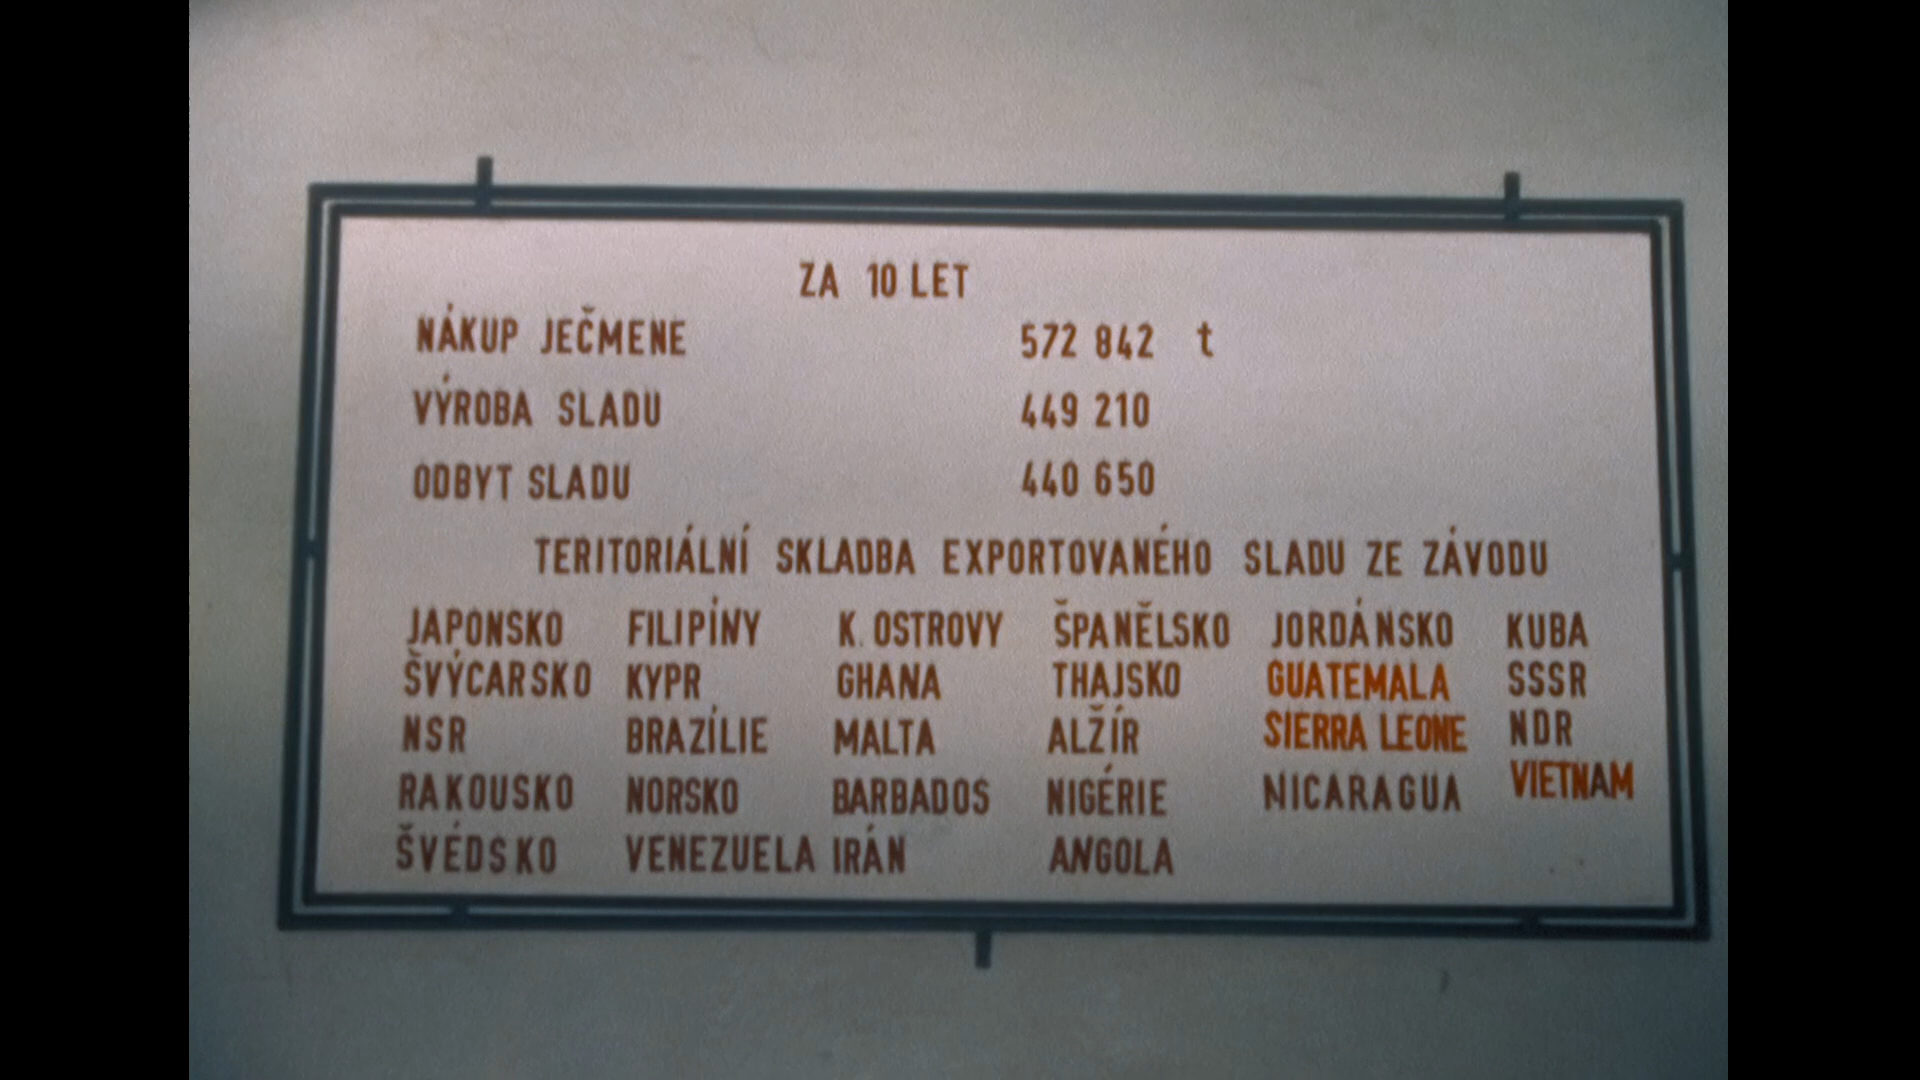 ZA 10 LET
NÁKUP JEČMENE 572 842 t
VÝROBA SLADU 449 210
ODBYT SLADU 440 650
TERITORIÁLNÍ SKLADBA EXPORTOVANÉHO SLADU ZE ZÁVODU
JAPONSKO FILIPÍNY K. OSTROVY ŠPANĚLSKO JORDÁNSKO KUBA
ŠVÝCARSKO KYPR GHANA THAJSKO GUATEMALA SSSR
NSR BRAZÍLIE MALTA ALŽÍR SIERRA LEONE NDR
RAKOUSKO NORSKO BARBADOS NIGÉRIE NICARAGUA VIETNAM
ŠVÉDSKO VENEZUELA IRÁN ANGOLA